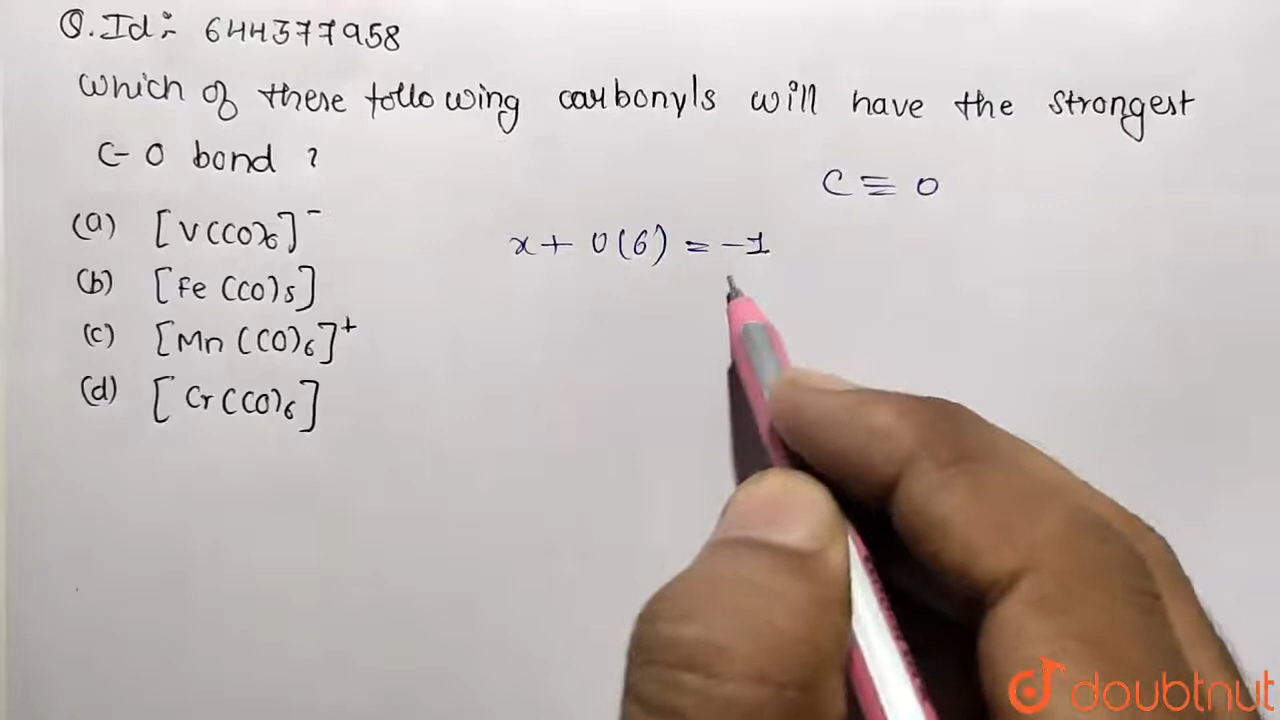 Q.Id:- 644377958
Which of these following carbonyls will have the strongest
C-O bond ?
C≡O
(a) [V(CO)6]⁻
x+0(6) = -1
(b) [Fe(CO)5]
(c) [Mn(CO)6]⁺
(d) [Cr(CO)6]
doubtnut